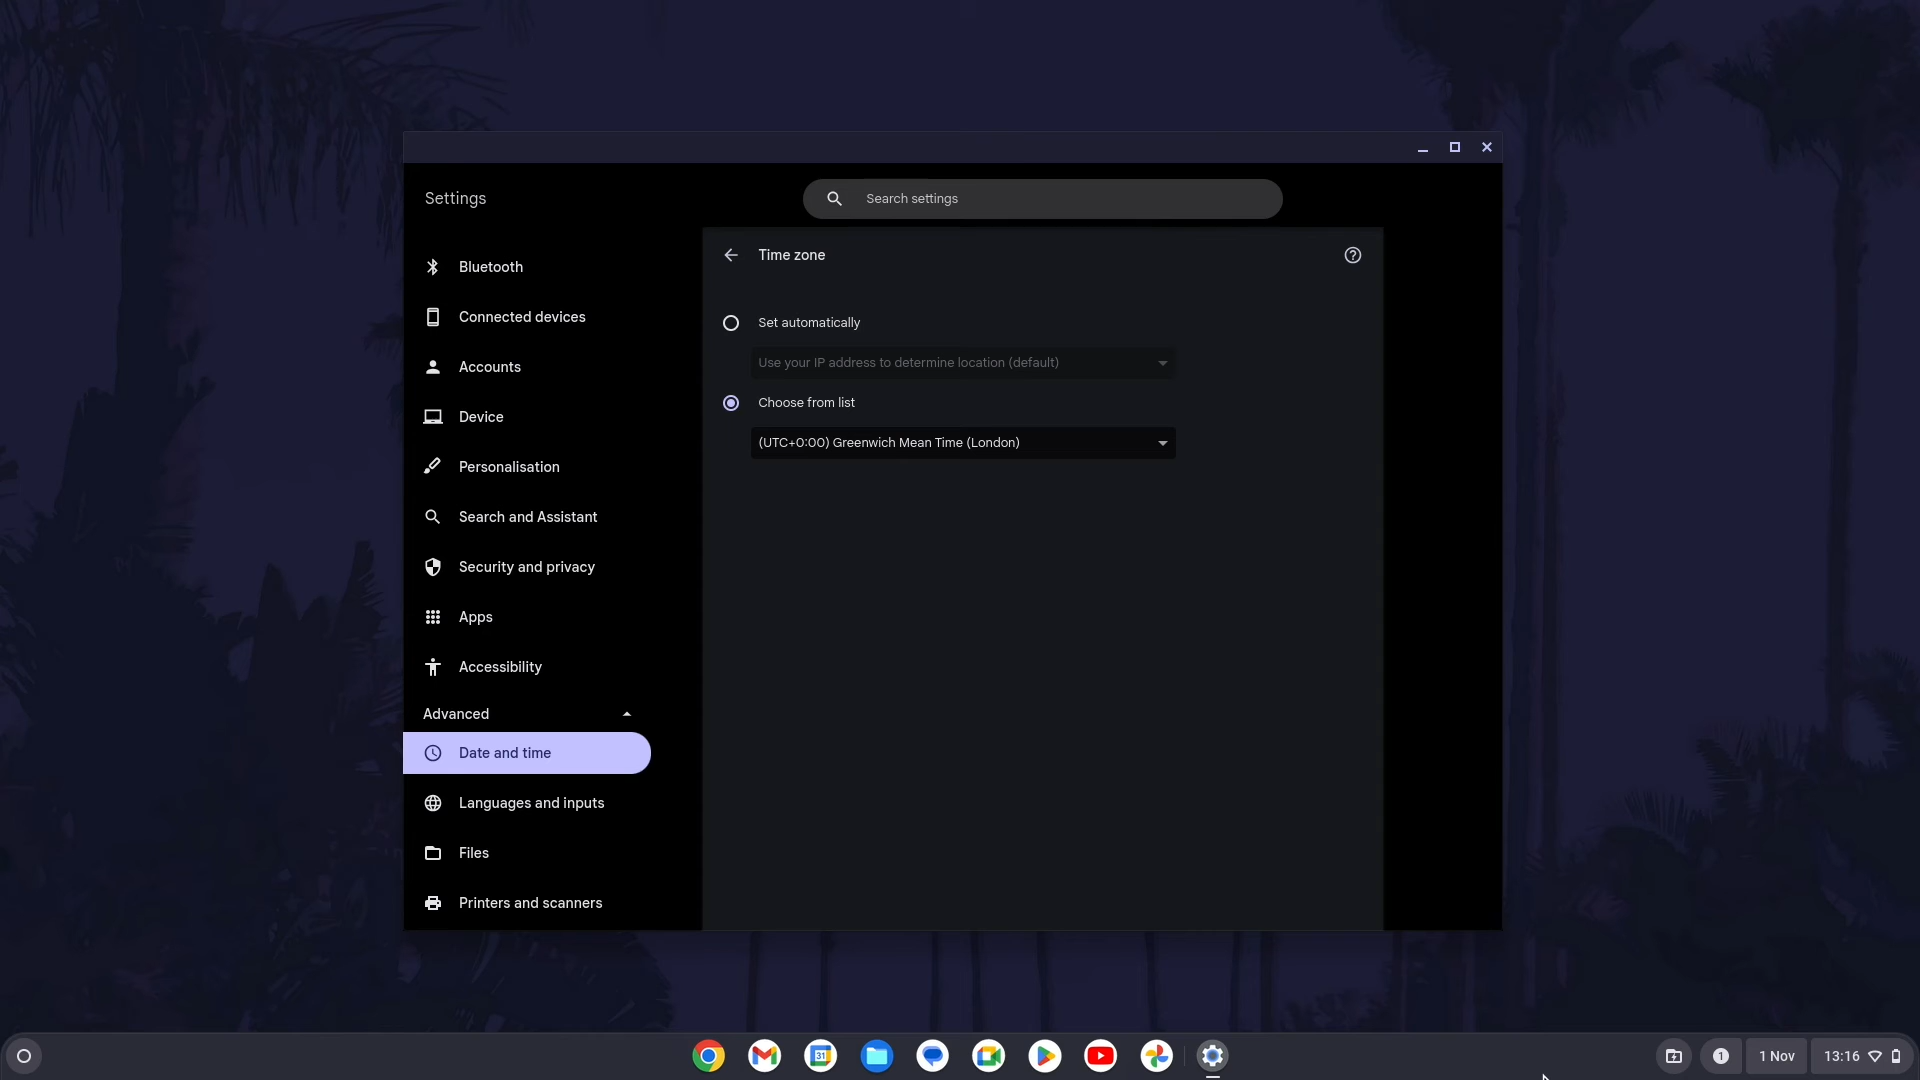 Settings
Search settings
Bluetooth
Connected devices
Accounts
Device
Personalisation
Search and Assistant
Security and privacy
Apps
Accessibility
Advanced
Date and time
Languages and inputs
Files
Printers and scanners
Time zone
Set automatically
Use your IP address to determine location (default)
Choose from list
(UTC+0:00) Greenwich Mean Time (London)
31
1
1 Nov
13:16